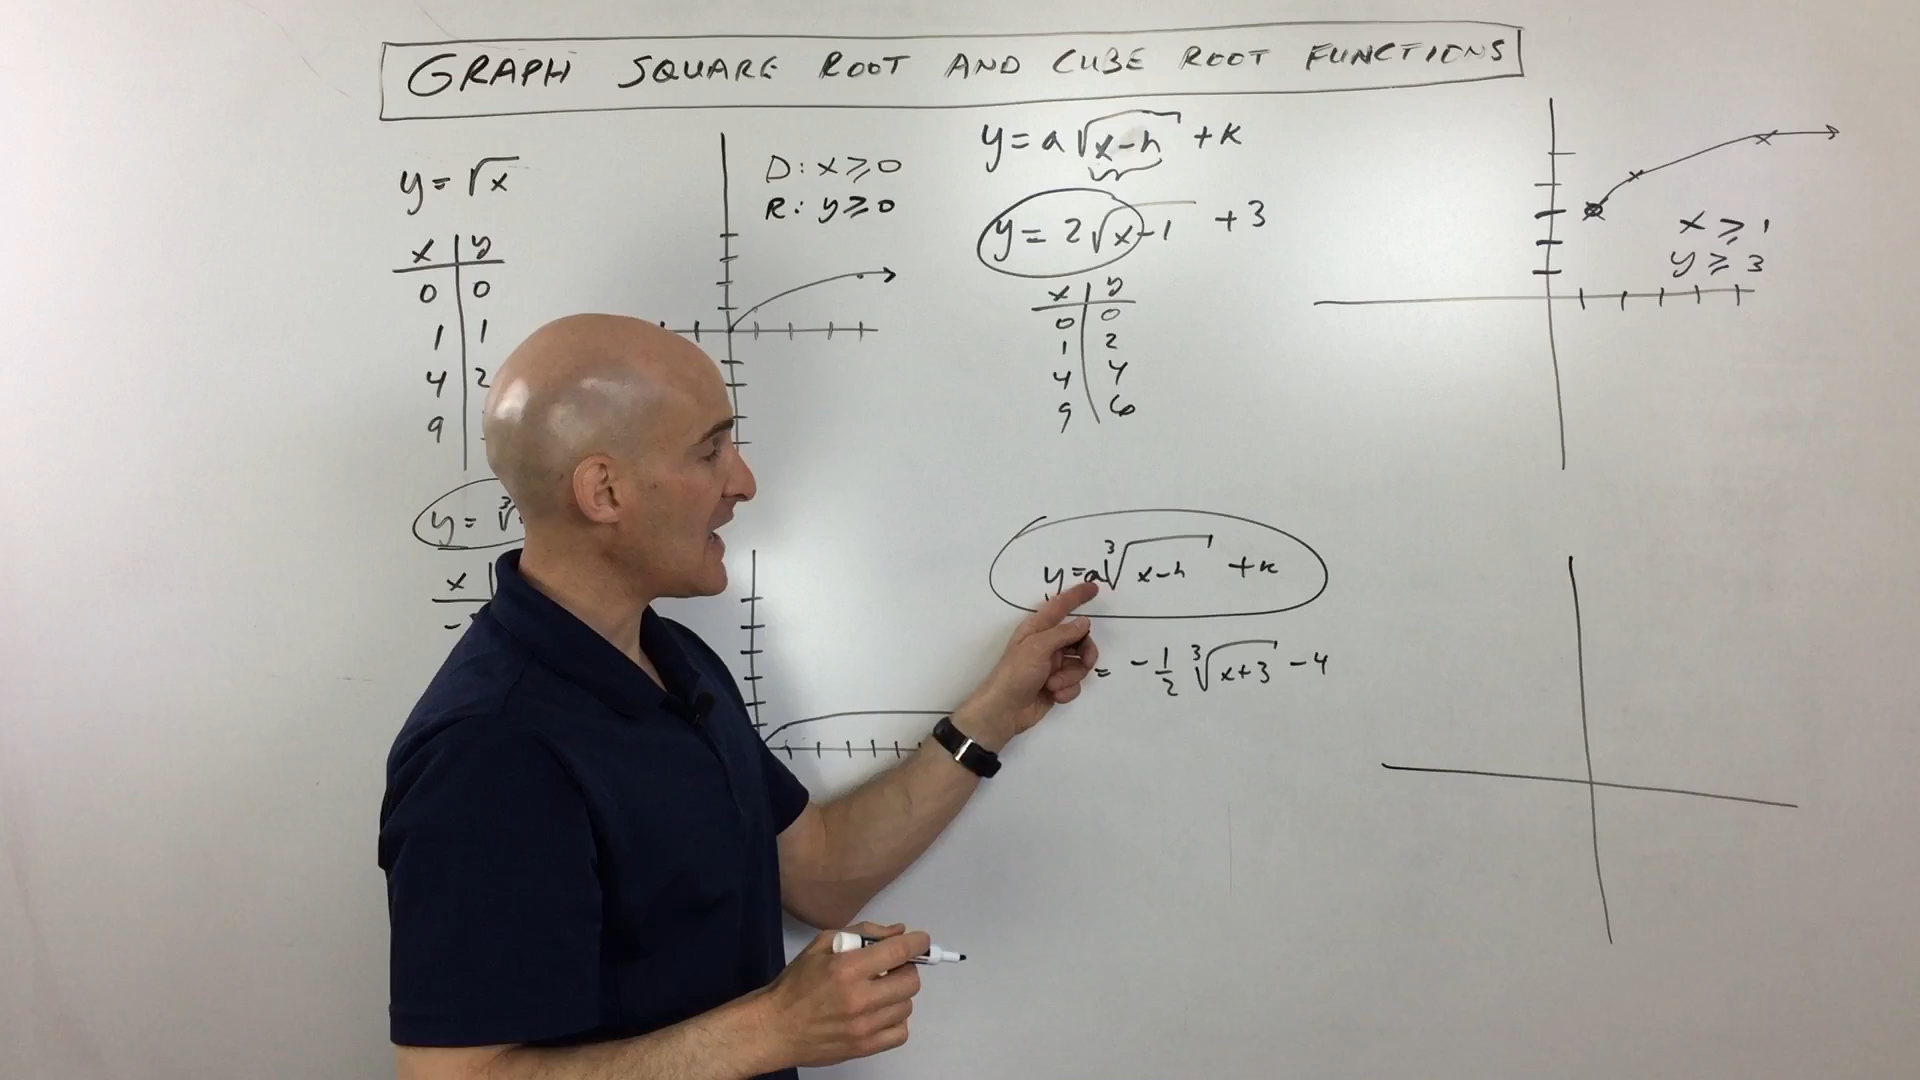 GRAPH SQUARE ROOT AND CUBE ROOT FUNCTIONS
y = √x
x y
0 0
1 1
4 2
9
D: x ≥ 0
R: y ≥ 0
y = a√(x-h) + k
y = 2√(x-1) + 3
x y
0 0
1 2
4 4
9 6
x ≥ 1
y ≥ 3
y = ∛
x
-
y = a∛(x-h) + k
= -1/2 ∛(x+3) - 4